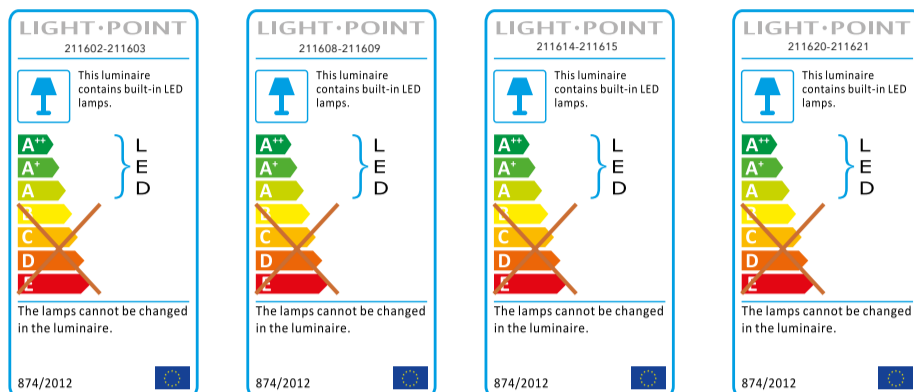 LIGHT·POINT
211602-211603
This luminaire
contains built-in LED
lamps.
A++
A+
A
L
E
D
C
D
E
The lamps cannot be changed
in the luminaire.
874/2012
LIGHT·POINT
211608-211609
This luminaire
contains built-in LED
lamps.
A++
A+
A
L
E
D
C
D
E
The lamps cannot be changed
in the luminaire.
874/2012
LIGHT·POINT
211614-211615
This luminaire
contains built-in LED
lamps.
A++
A+
A
L
E
D
C
D
E
The lamps cannot be changed
in the luminaire.
874/2012
LIGHT·POINT
211620-211621
This luminaire
contains built-in LED
lamps.
A++
A+
A
L
E
D
C
D
E
The lamps cannot be changed
in the luminaire.
874/2012